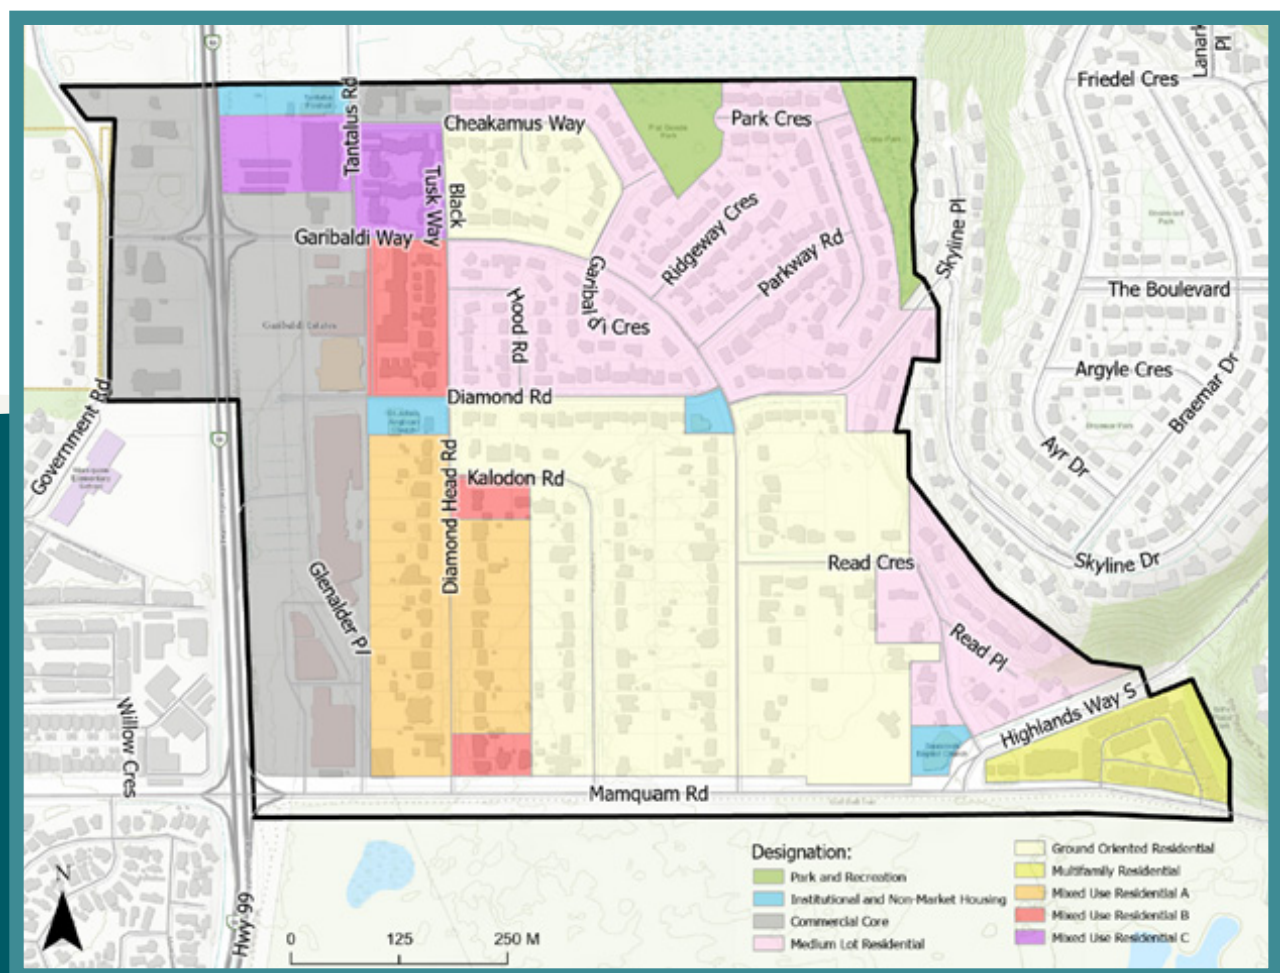 Lanark
Pl
Friedel Cres
Tantalus Rd
Cheakamus Way
Park Cres
Black
Tusk Way
Ridgeway Cres
Skyline Pl
Garibaldi Way
Parkway Rd
The Boulevard
Garibaldi Estates
Garibaldi Cres
Hood Rd
Argyle Cres
Braemar Dr
Government Rd
Diamond Rd
Ayr Dr
Diamond Head Rd
Kalodon Rd
Skyline Dr
Read Cres
Glenalder Pl
Read Pl
Willow Cres
Highlands Way S
Mamquam Rd
Hwy 99
N
0 125 250 M
Designation:
Park and Recreation
Institutional and Non-Market Housing
Commercial Core
Medium Lot Residential
Ground Oriented Residential
Multifamily Residential
Mixed Use Residential A
Mixed Use Residential B
Mixed Use Residential C